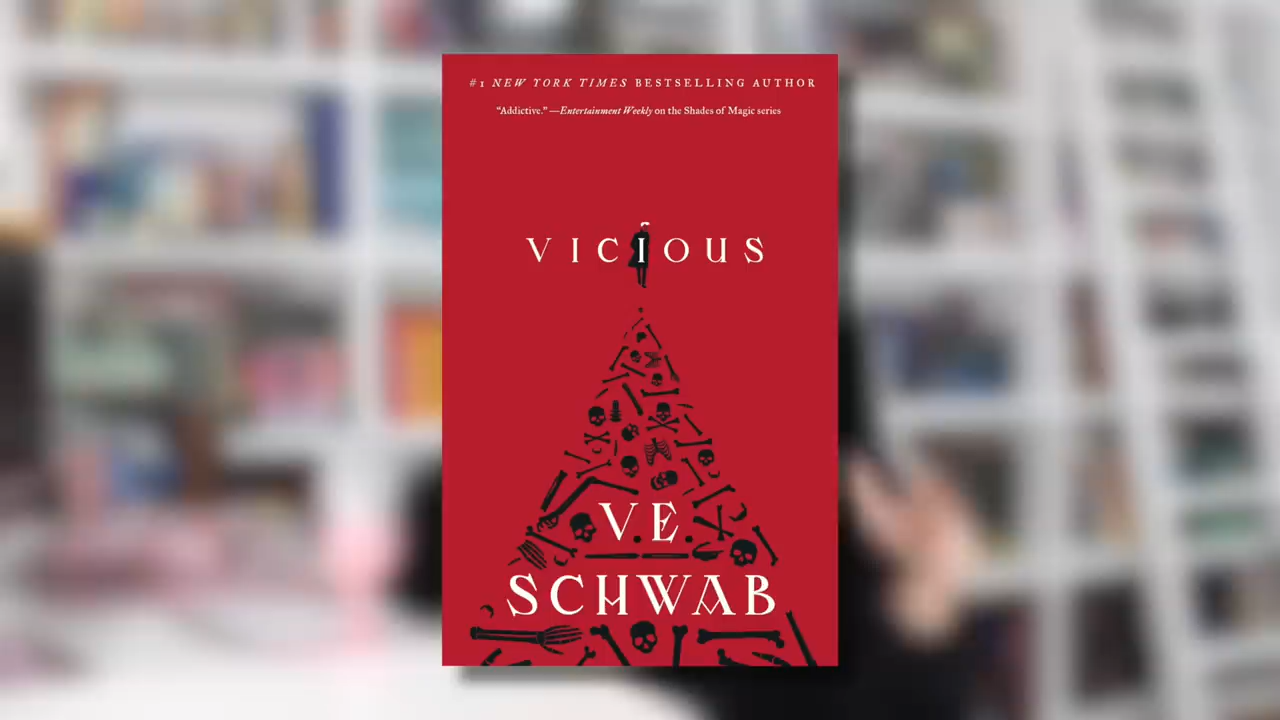 #1 NEW YORK TIMES BESTSELLING AUTHOR
“Addictive.” —Entertainment Weekly on the Shades of Magic series
VICIOUS
V.E.
SCHWAB